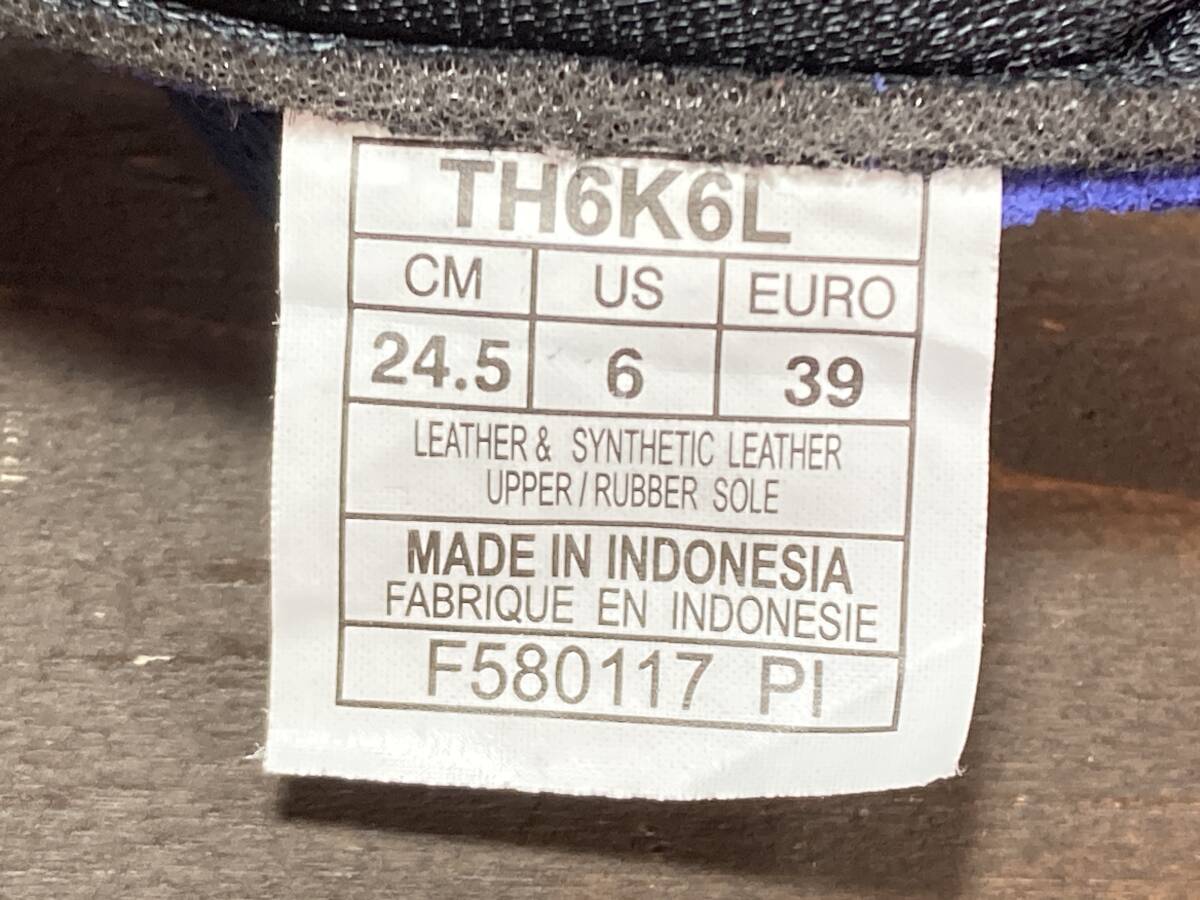 TH6K6L
CM US EURO
24.5 6 39
LEATHER & SYNTHETIC LEATHER
UPPER / RUBBER SOLE
MADE IN INDONESIA
FABRIQUE EN INDONESIE
F580117 PI